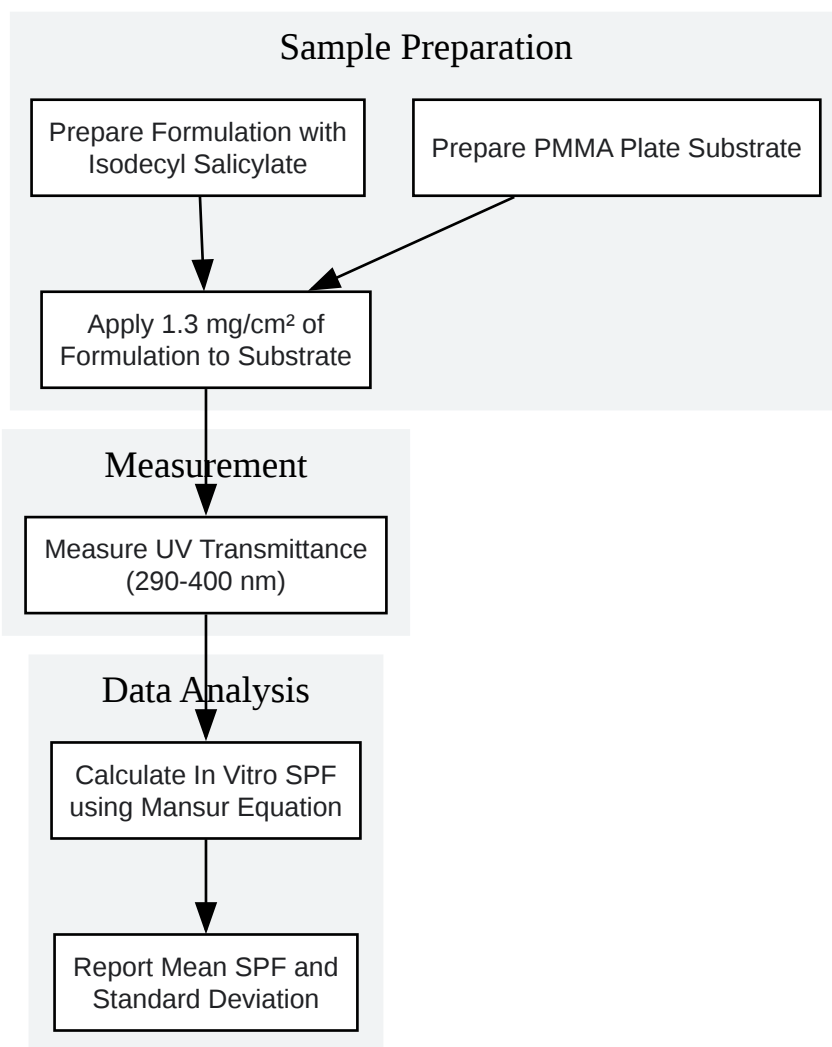 Sample Preparation
Prepare Formulation with
Isodecyl Salicylate
Prepare PMMA Plate Substrate
Apply 1.3 mg/cm² of
Formulation to Substrate
Measurement
Measure UV Transmittance
(290-400 nm)
Data Analysis
Calculate In Vitro SPF
using Mansur Equation
Report Mean SPF and
Standard Deviation